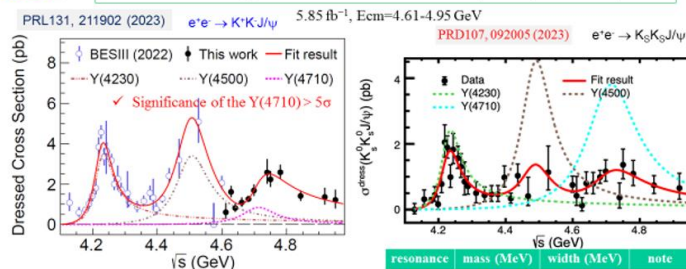 5.85 fb⁻¹, Ecm=4.61-4.95 GeV
PRL131, 211902 (2023)
e⁺e⁻ → K⁺K⁻J/ψ
Dressed Cross Section (pb)
8
6
4
2
0
BESIII (2022)
This work
Fit result
Y(4230)
Y(4500)
Y(4710)
✓ Significance of the Y(4710) > 5σ
4.2 4.4 4.6 4.8
√s (GeV)
PRD107, 092005 (2023)
e⁺e⁻ → KSKSJ/ψ
σᵈʳᵉˢˢ(K⁰SK⁰SJ/ψ) (pb)
4
2
0
Data
Fit result
Y(4230)
Y(4500)
Y(4710)
4.2 4.4 4.6 4.8
√s (GeV)
resonance mass (MeV) width (MeV) note